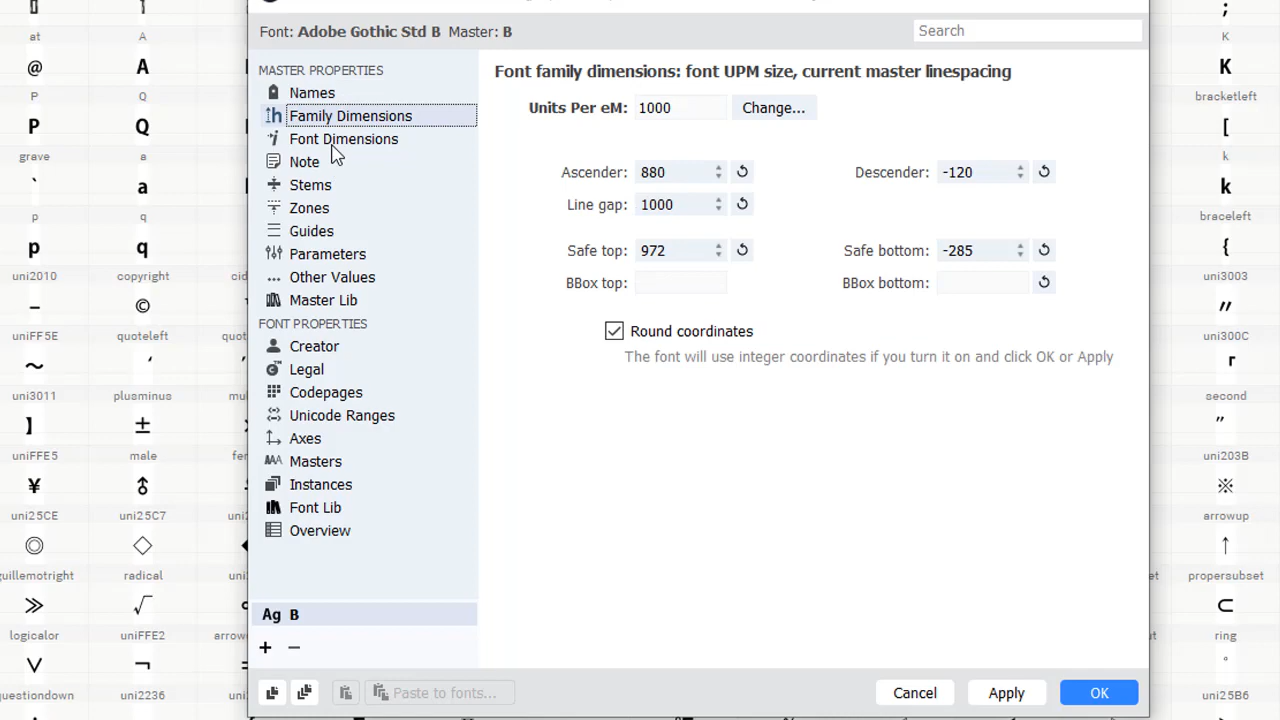 Font: Adobe Gothic Std B Master: B
Search
MASTER PROPERTIES
Names
Family Dimensions
Font Dimensions
Note
Stems
Zones
Guides
Parameters
Other Values
Master Lib
FONT PROPERTIES
Creator
Legal
Codepages
Unicode Ranges
Axes
Masters
Instances
Font Lib
Overview
Ag B
+ −
Font family dimensions: font UPM size, current master linespacing
Units Per eM: 1000 Change...
Ascender: 880 Descender: -120
Line gap: 1000
Safe top: 972 Safe bottom: -285
BBox top: BBox bottom:
Round coordinates
The font will use integer coordinates if you turn it on and click OK or Apply
Paste to fonts...
Cancel Apply OK
at A K
@ A K
P Q bracketleft
P Q [
grave a k
` a k
p q braceleft
p q {
uni2010 copyright uni3003
‐ © 〃
uniFF5E quoteleft uni300C
～ ‘ 「
uni3011 plusminus second
】 ± ″
uniFFE5 male uni203B
￥ ♂ ※
uni25CE uni25C7 arrowup
◎ ◇ ↑
guillemotright radical propersubset
≫ √ ⊂
logicalor uniFFE2 ring
∨ ￢ °
questiondown uni2236 uni25B6